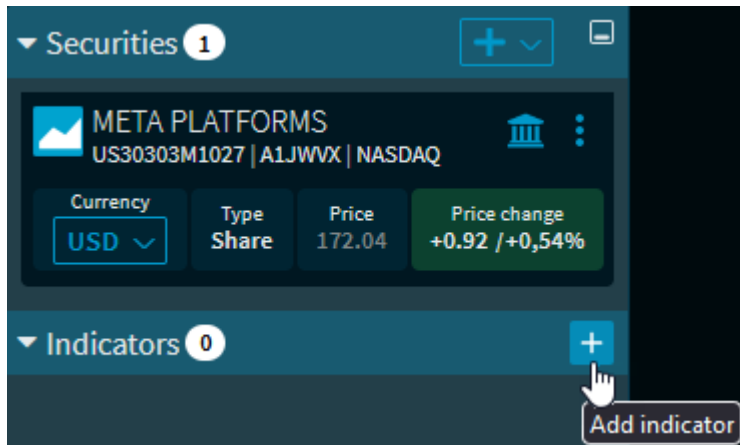 Securities 1
META PLATFORMS
US30303M1027 | A1JWVX | NASDAQ
Currency
USD
Type
Share
Price
172.04
Price change
+0.92 /+0,54%
Indicators 0
Add indicator